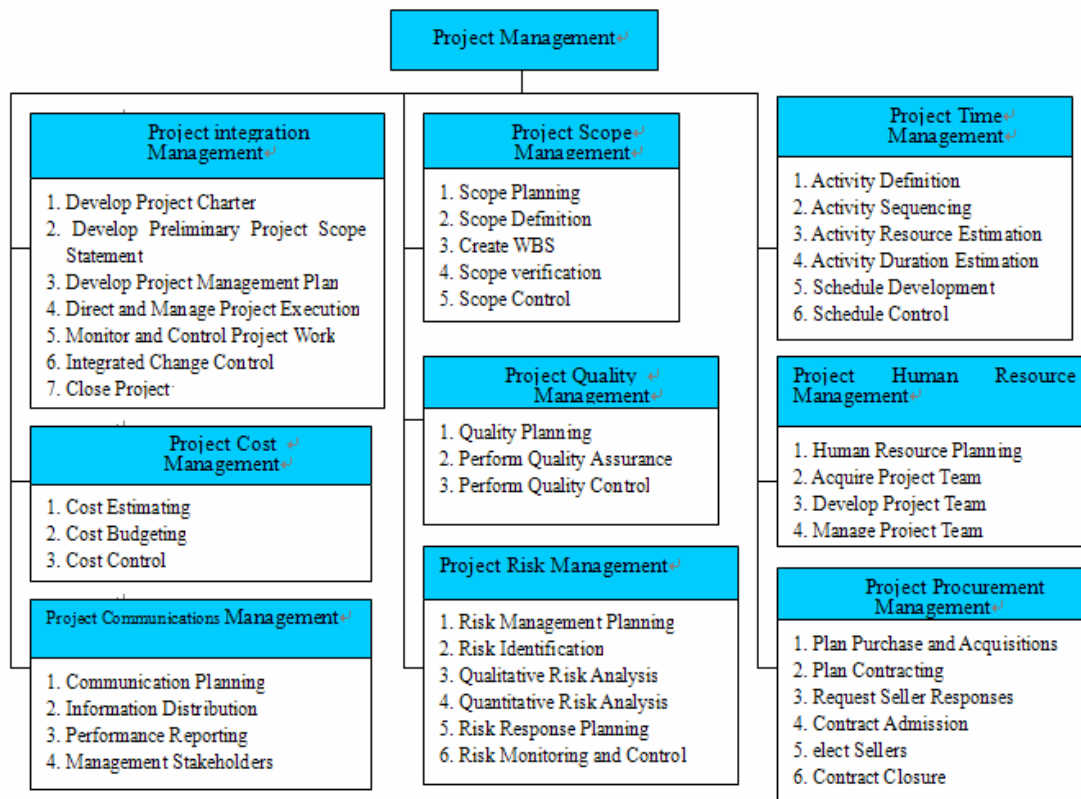 Project Management↵
Project integration
Management↵
1. Develop Project Charter
2. Develop Preliminary Project Scope
Statement
3. Develop Project Management Plan
4. Direct and Manage Project Execution
5. Monitor and Control Project Work
6. Integrated Change Control
7. Close Project
Project Scope↵
Management↵
1. Scope Planning
2. Scope Definition
3. Create WBS
4. Scope verification
5. Scope Control
Project Time↵
Management↵
1. Activity Definition
2. Activity Sequencing
3. Activity Resource Estimation
4. Activity Duration Estimation
5. Schedule Development
6. Schedule Control
Project Cost ↵
Management↵
1. Cost Estimating
2. Cost Budgeting
3. Cost Control
Project Quality ↵
Management↵
1. Quality Planning
2. Perform Quality Assurance
3. Perform Quality Control
Project Human Resource
Management↵
1. Human Resource Planning
2. Acquire Project Team
3. Develop Project Team
4. Manage Project Team
Project Communications Management↵
1. Communication Planning
2. Information Distribution
3. Performance Reporting
4. Management Stakeholders
Project Risk Management↵
1. Risk Management Planning
2. Risk Identification
3. Qualitative Risk Analysis
4. Quantitative Risk Analysis
5. Risk Response Planning
6. Risk Monitoring and Control
Project Procurement
Management↵
1. Plan Purchase and Acquisitions
2. Plan Contracting
3. Request Seller Responses
4. Contract Admission
5. elect Sellers
6. Contract Closure